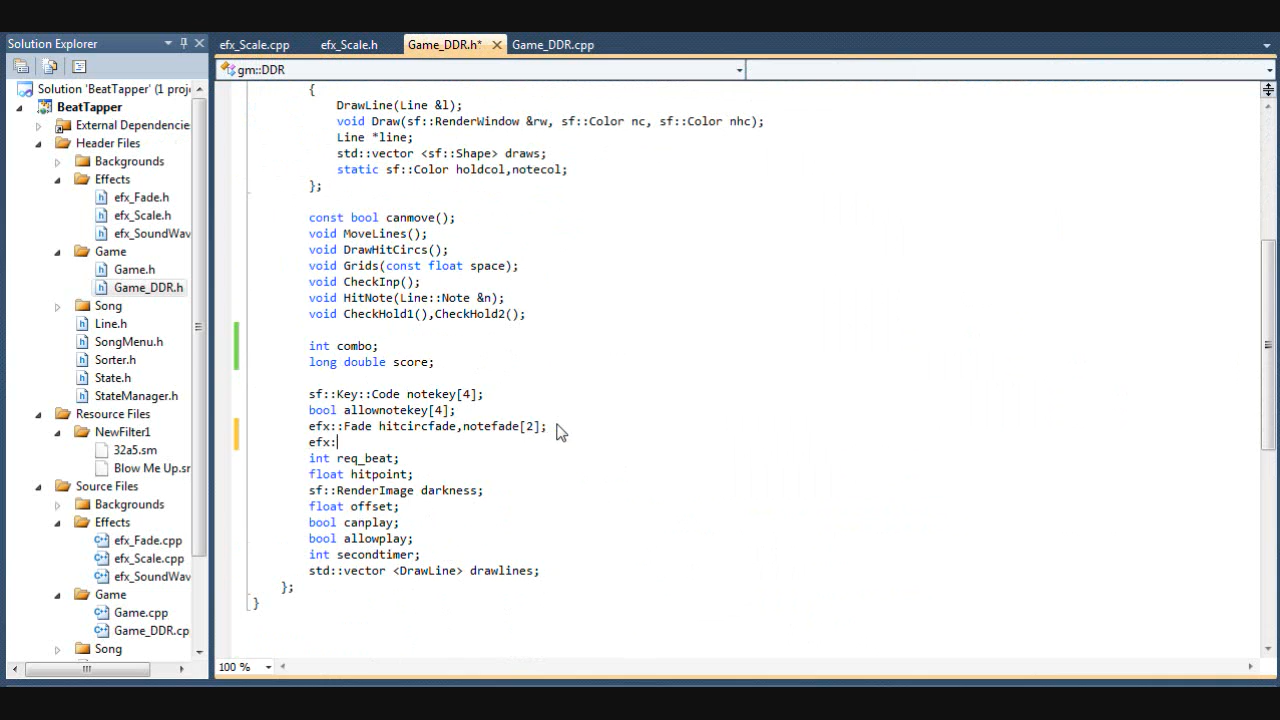 Solution Explorer
efx_Scale.cpp
efx_Scale.h
Game_DDR.h*
Game_DDR.cpp
gm::DDR
Solution 'BeatTapper' (1 proj
BeatTapper
External Dependencie
Header Files
Backgrounds
Effects
efx_Fade.h
efx_Scale.h
efx_SoundWav
Game
Game.h
Game_DDR.h
Song
Line.h
SongMenu.h
Sorter.h
State.h
StateManager.h
Resource Files
NewFilter1
32a5.sm
Blow Me Up.sr
Source Files
Backgrounds
Effects
efx_Fade.cpp
efx_Scale.cpp
efx_SoundWav
Game
Game.cpp
Game_DDR.cp
Song
{
DrawLine(Line &l);
void Draw(sf::RenderWindow &rw, sf::Color nc, sf::Color nhc);
Line *line;
std::vector <sf::Shape> draws;
static sf::Color holdcol,notecol;
};
const bool canmove();
void MoveLines();
void DrawHitCircs();
void Grids(const float space);
void CheckInp();
void HitNote(Line::Note &n);
void CheckHold1(),CheckHold2();
int combo;
long double score;
sf::Key::Code notekey[4];
bool allownotekey[4];
efx::Fade hitcircfade,notefade[2];
efx:
int req_beat;
float hitpoint;
sf::RenderImage darkness;
float offset;
bool canplay;
bool allowplay;
int secondtimer;
std::vector <DrawLine> drawlines;
};
}
100 %